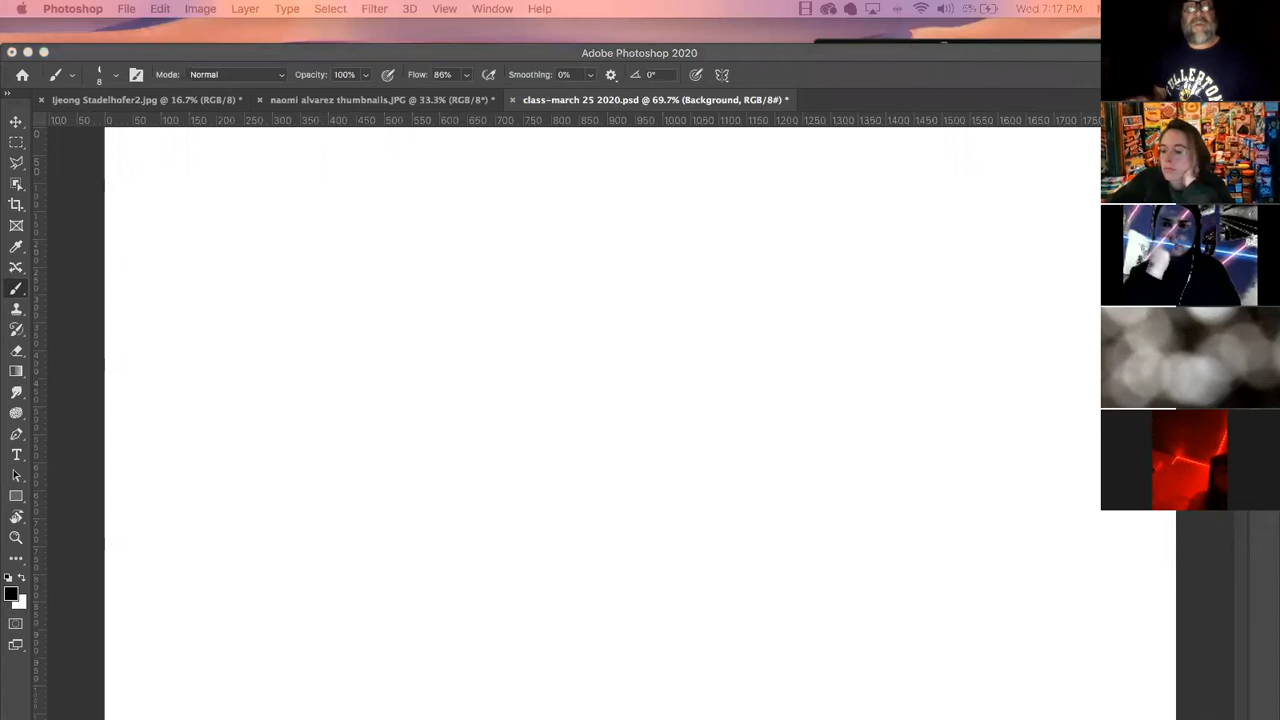 Photoshop File Edit Image Layer Type Select Filter 3D View Window Help 5% Wed 7:17 PM
Adobe Photoshop 2020
8 Mode: Normal Opacity: 100% Flow: 86% Smoothing: 0% 0°
Ijeong Stadelhofer2.jpg @ 16.7% (RGB/8) * naomi alvarez thumbnails.JPG @ 33.3% (RGB/8*) * class-march 25 2020.psd @ 69.7% (Background, RGB/8#) *
100 50 0 50 100 150 200 250 300 350 400 450 500 550 600 650 700 750 800 850 900 950 1000 1050 1100 1150 1200 1250 1300 1350 1400 1450 1500 1550 1600 1650 1700 1750
FULLERTON